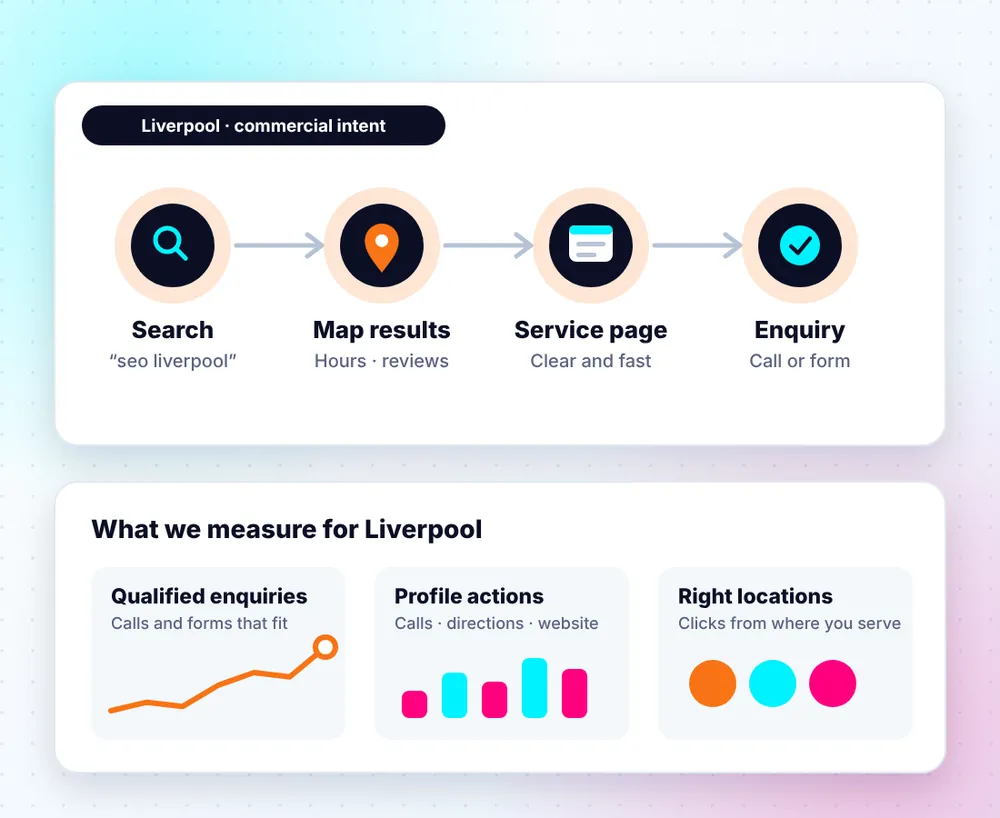 Liverpool · commercial intent
Search
Map results
Service page
Enquiry
“seo liverpool”
Hours · reviews
Clear and fast
Call or form
What we measure for Liverpool
Qualified enquiries
Calls and forms that fit
Profile actions
Calls · directions · website
Right locations
Clicks from where you serve